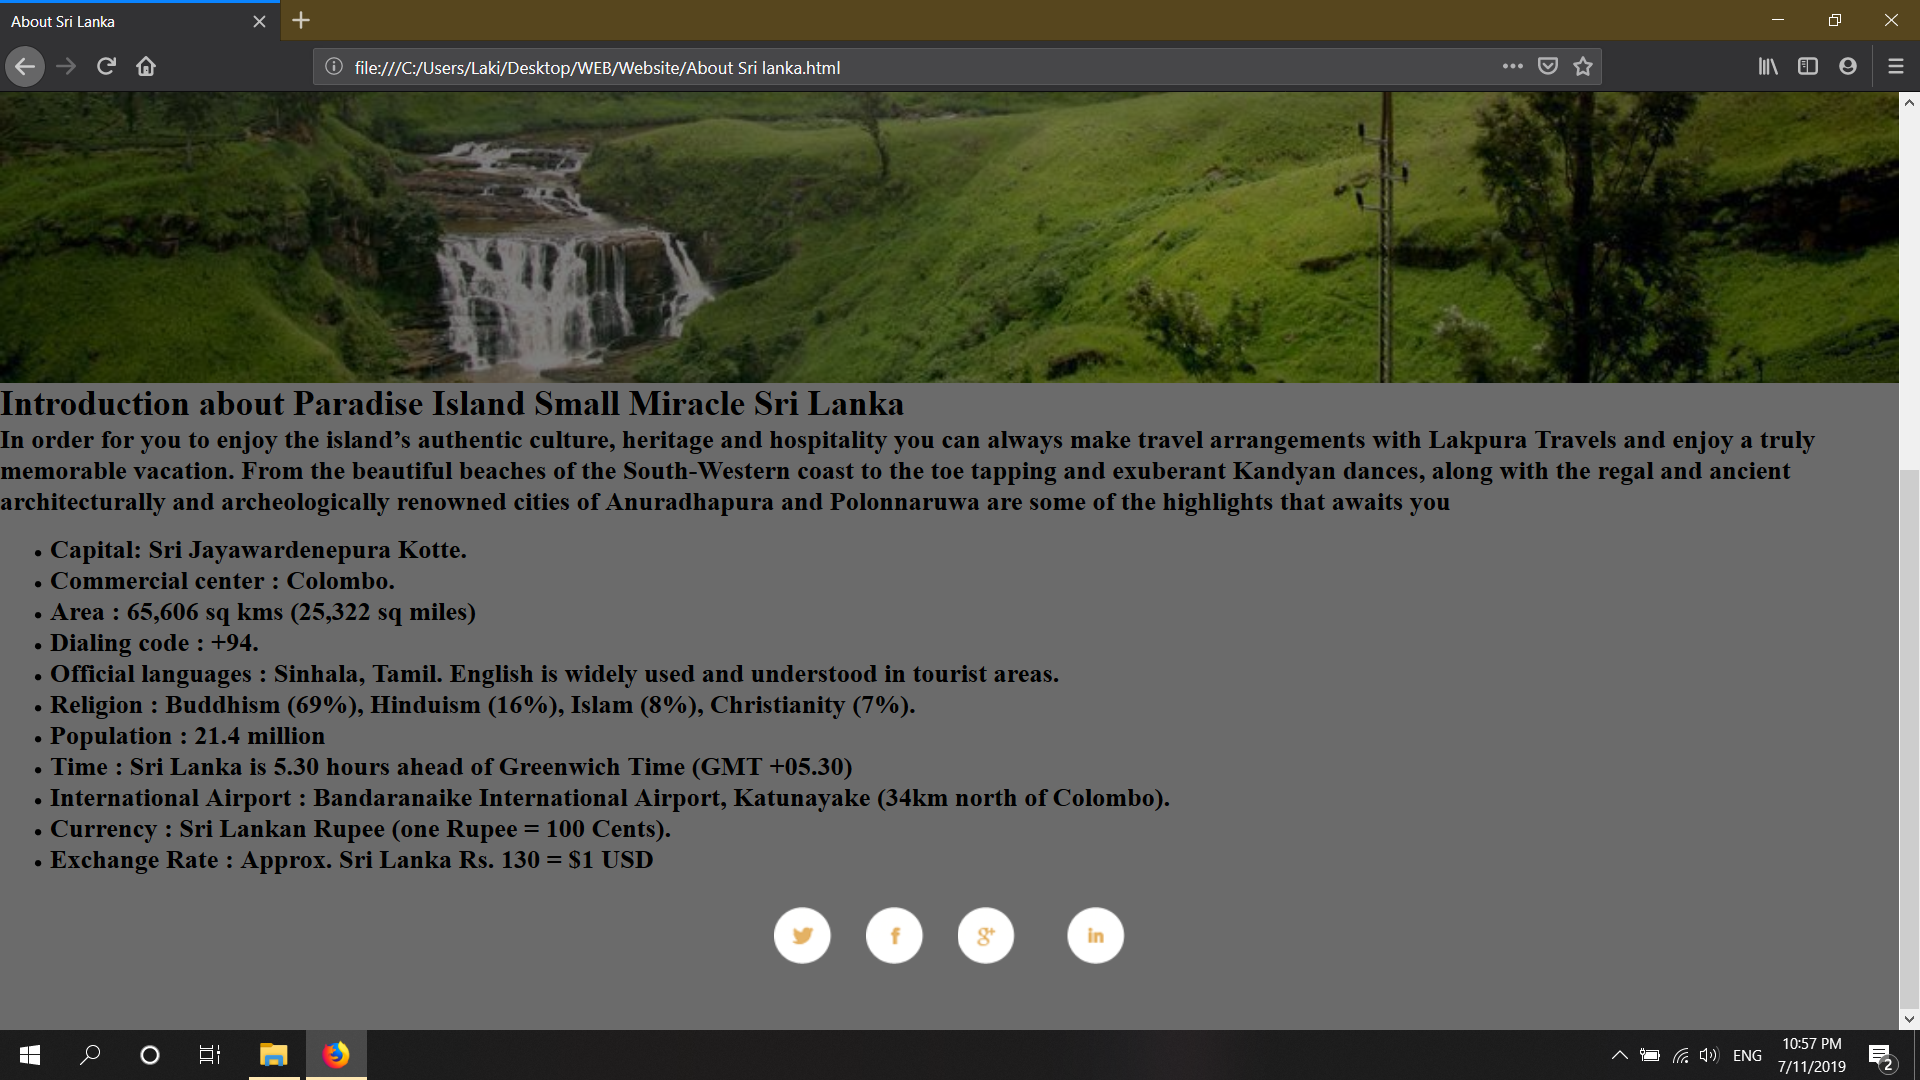 About Sri Lanka
file:///C:/Users/Laki/Desktop/WEB/Website/About Sri lanka.html
Introduction about Paradise Island Small Miracle Sri Lanka
In order for you to enjoy the island’s authentic culture, heritage and hospitality you can always make travel arrangements with Lakpura Travels and enjoy a truly
memorable vacation. From the beautiful beaches of the South-Western coast to the toe tapping and exuberant Kandyan dances, along with the regal and ancient
architecturally and archeologically renowned cities of Anuradhapura and Polonnaruwa are some of the highlights that awaits you
• Capital: Sri Jayawardenepura Kotte.
• Commercial center : Colombo.
• Area : 65,606 sq kms (25,322 sq miles)
• Dialing code : +94.
• Official languages : Sinhala, Tamil. English is widely used and understood in tourist areas.
• Religion : Buddhism (69%), Hinduism (16%), Islam (8%), Christianity (7%).
• Population : 21.4 million
• Time : Sri Lanka is 5.30 hours ahead of Greenwich Time (GMT +05.30)
• International Airport : Bandaranaike International Airport, Katunayake (34km north of Colombo).
• Currency : Sri Lankan Rupee (one Rupee = 100 Cents).
• Exchange Rate : Approx. Sri Lanka Rs. 130 = $1 USD
f g+ in
ENG
10:57 PM
7/11/2019
2